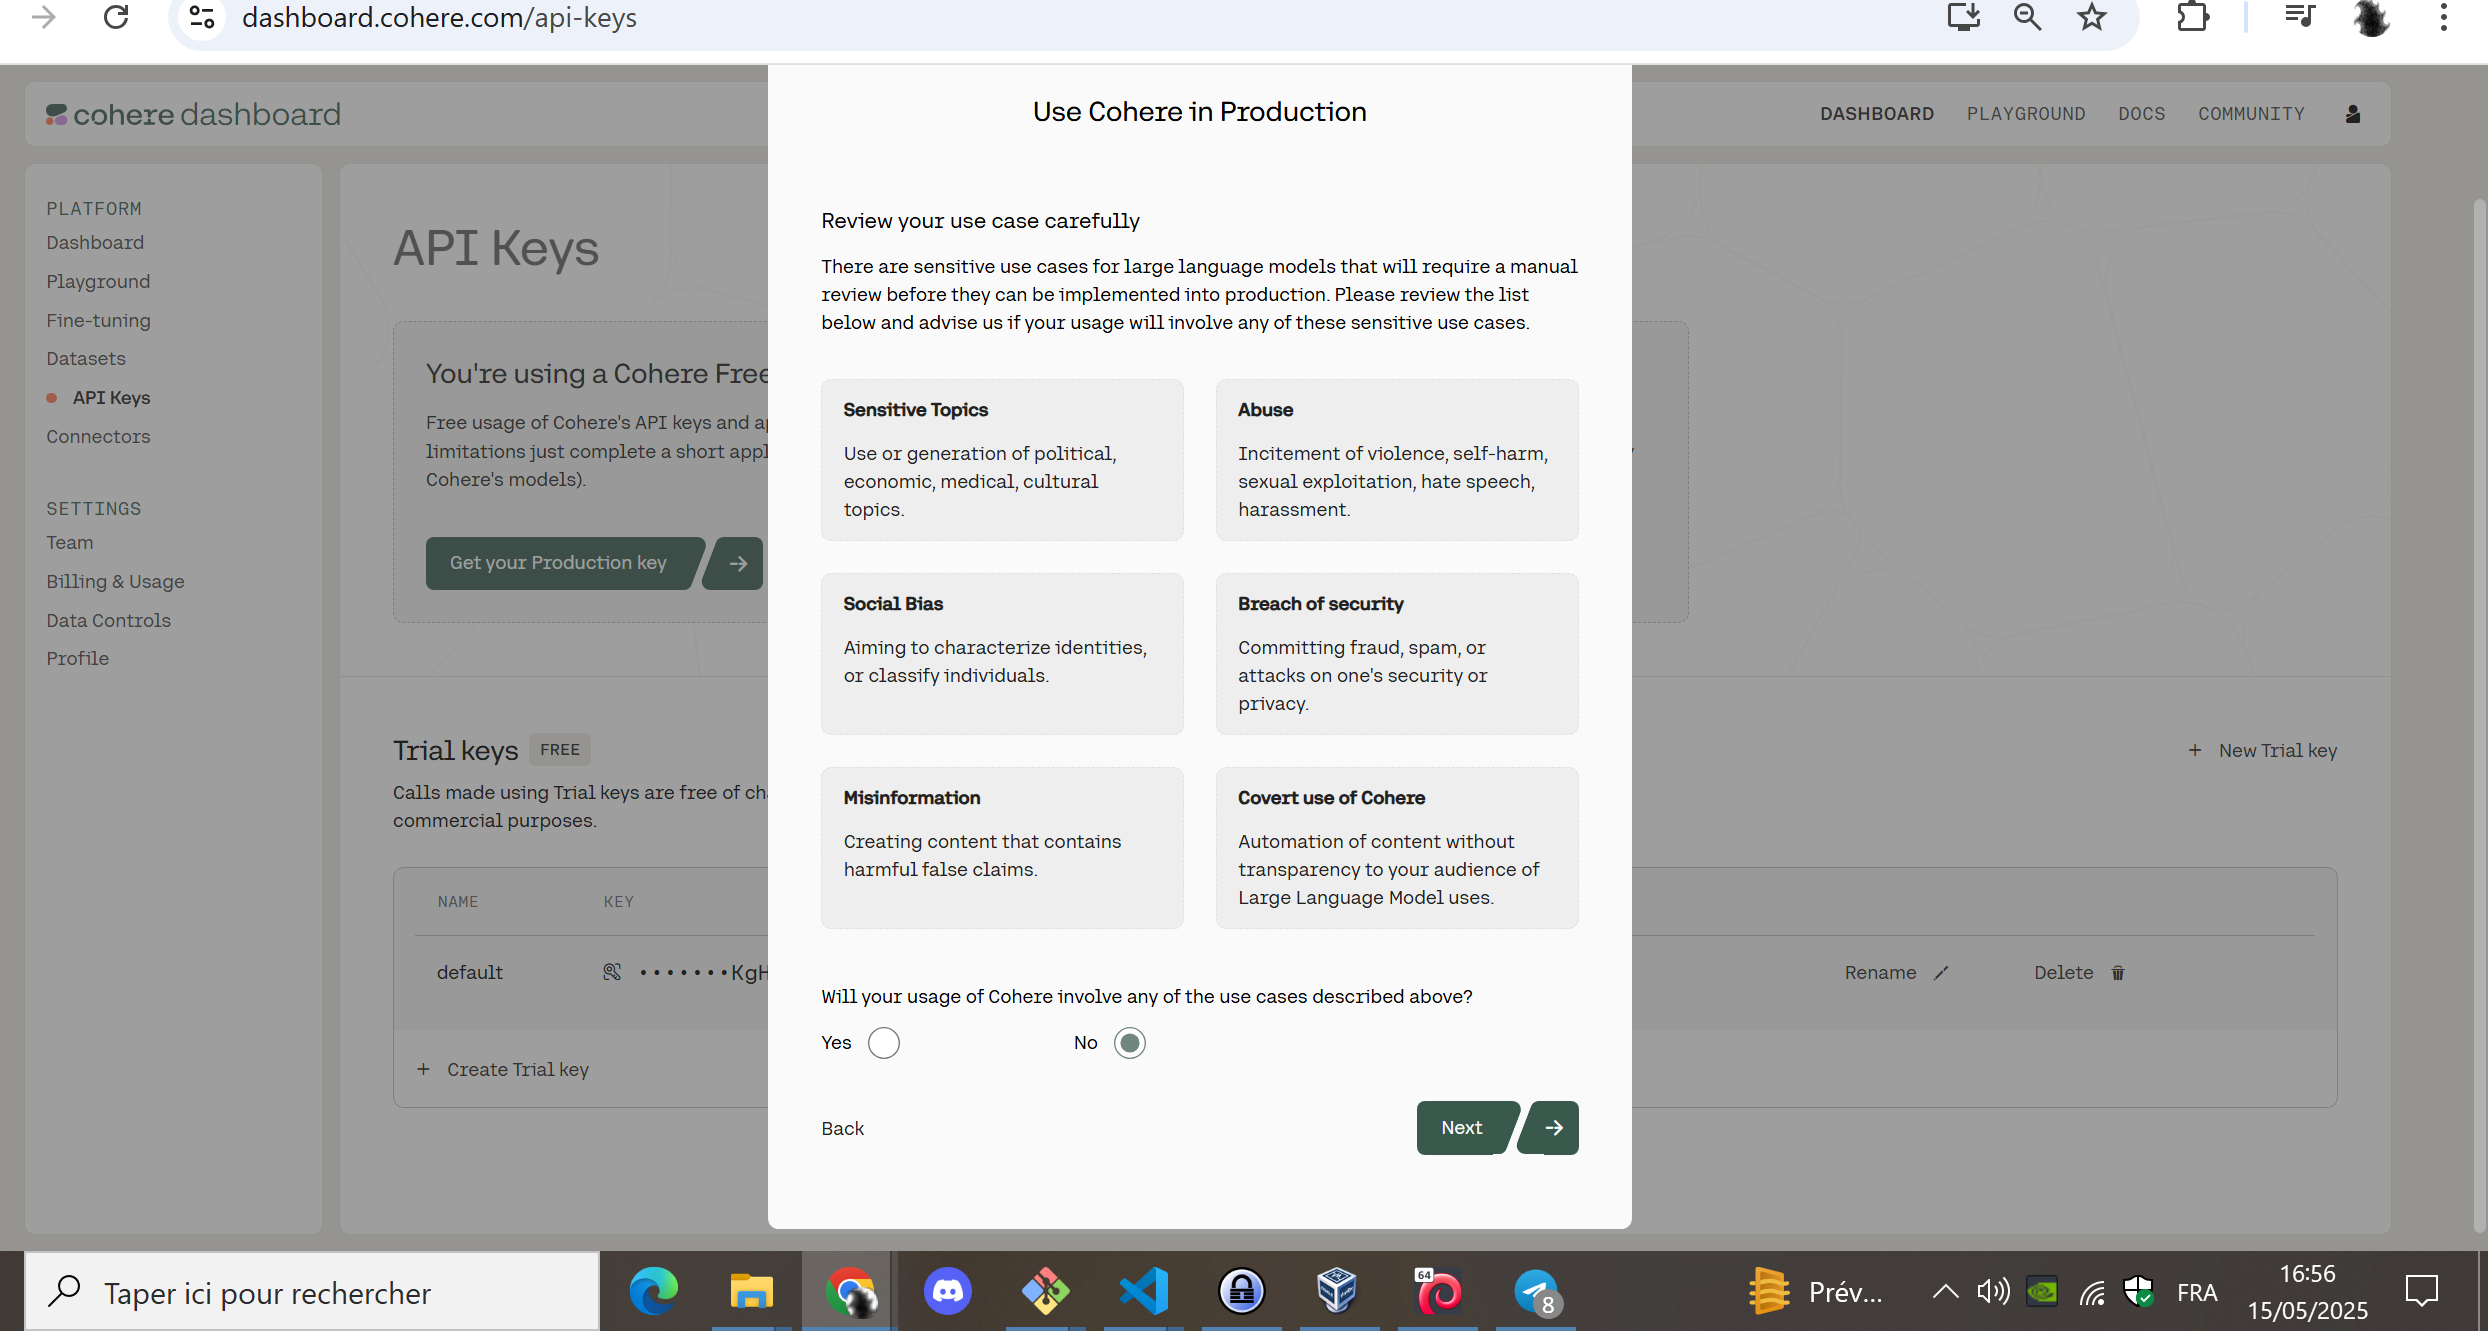 dashboard.cohere.com/api-keys
cohere dashboard
DASHBOARD
PLAYGROUND
DOCS
COMMUNITY
PLATFORM
Dashboard
Playground
Fine-tuning
Datasets
API Keys
Connectors
SETTINGS
Team
Billing & Usage
Data Controls
Profile
API Keys
You're using a Cohere Free
Free usage of Cohere's API keys and
limitations just complete a short
Cohere's models).
Get your Production key
Trial keys
FREE
New Trial key
Calls made using Trial keys are free of
commercial purposes.
NAME
KEY
default
•••••••KgH
Rename
Delete
+ Create Trial key
Use Cohere in Production
Review your use case carefully
There are sensitive use cases for large language models that will require a manual
review before they can be implemented into production. Please review the list
below and advise us if your usage will involve any of these sensitive use cases.
Sensitive Topics
Use or generation of political,
economic, medical, cultural
topics.
Abuse
Incitement of violence, self-harm,
sexual exploitation, hate speech,
harassment.
Social Bias
Aiming to characterize identities,
or classify individuals.
Breach of security
Committing fraud, spam, or
attacks on one's security or
privacy.
Misinformation
Creating content that contains
harmful false claims.
Covert use of Cohere
Automation of content without
transparency to your audience of
Large Language Model uses.
Will your usage of Cohere involve any of the use cases described above?
Yes
No
Back
Next
Taper ici pour rechercher
64
8
Prév...
FRA
16:56
15/05/2025